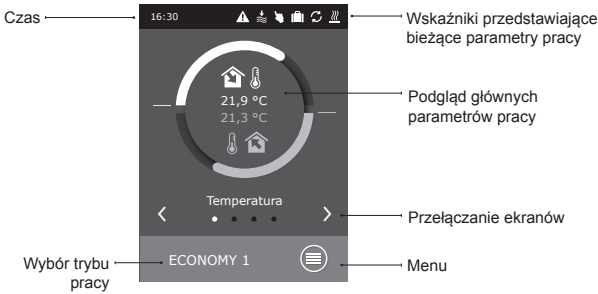 Czas
16:30
Wskaźniki przedstawiające
bieżące parametry pracy
21,9 °C
21,3 °C
Podgląd głównych
parametrów pracy
Temperatura
Przełączanie ekranów
Wybór trybu
pracy
ECONOMY 1
Menu